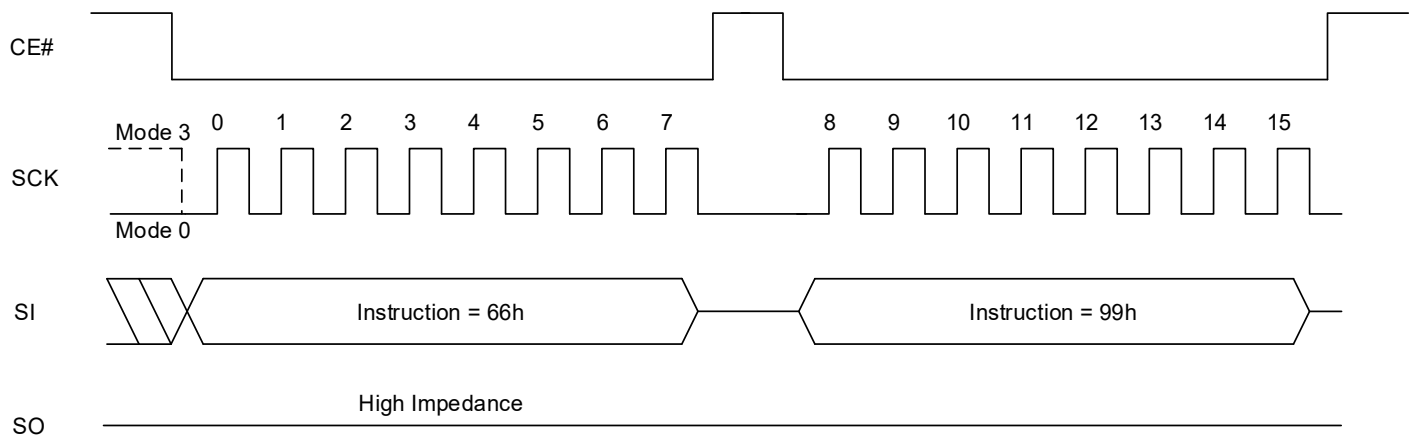 CE#
Mode 3
0 1 2 3 4 5 6 7 8 9 10 11 12 13 14 15
SCK
Mode 0
SI
Instruction = 66h
Instruction = 99h
High Impedance
SO